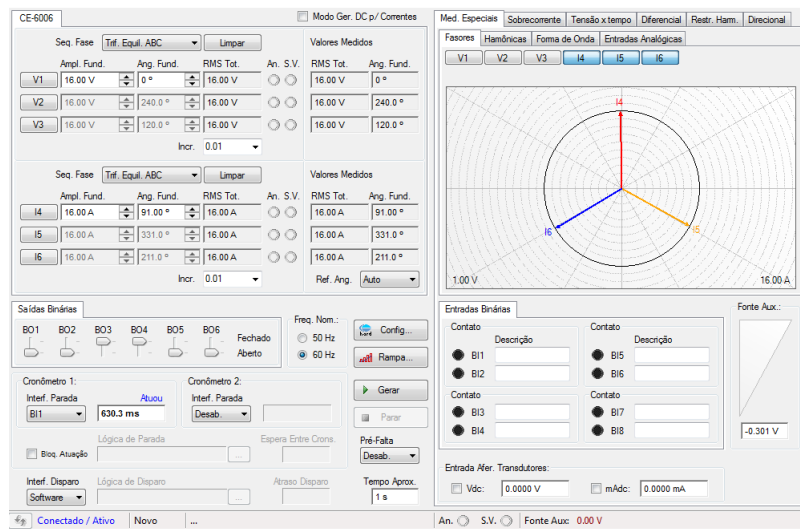 CE-6006
Modo Ger. DC p/ Correntes
Seq. Fase Trif. Equil. ABC Limpar Valores Medidos
Ampl. Fund. Ang. Fund. RMS Tot. An. S.V. RMS Tot. Ang. Fund.
V1 16.00 V 0 º 16.00 V 16.00 V 0 º
V2 16.00 V 240.0 º 16.00 V 16.00 V 240.0 º
V3 16.00 V 120.0 º 16.00 V 16.00 V 120.0 º
Incr. 0.01
Seq. Fase Trif. Equil. ABC Limpar Valores Medidos
Ampl. Fund. Ang. Fund. RMS Tot. An. S.V. RMS Tot. Ang. Fund.
I4 16.00 A 91.00 º 16.00 A 16.00 A 91.00 º
I5 16.00 A 331.0 º 16.00 A 16.00 A 331.0 º
I6 16.00 A 211.0 º 16.00 A 16.00 A 211.0 º
Incr. 0.01 Ref. Ang. Auto
Med. Especiais Sobrecorrente Tensão x tempo Diferencial Restr. Harm. Direcional
Fasores Harmônicas Forma de Onda Entradas Analógicas
V1 V2 V3 I4 I5 I6
I4
I6 I5
1.00 V 16.00 A
Saídas Binárias
BO1 BO2 BO3 BO4 BO5 BO6
Fechado
Aberto
Freq. Nom.:
50 Hz
60 Hz
Config...
Rampa...
Gerar
Parar
Cronômetro 1: Cronômetro 2:
Interf. Parada Atuou Interf. Parada
BI1 630.3 ms Desab.
Lógica de Parada Espera Entre Crons.
Bloq. Atuação ...
Pré-Falta
Desab.
Interf. Disparo Lógica de Disparo Atraso Disparo Tempo Aprox.
Software ... 1 s
Entradas Binárias
Contato Contato
Descrição Descrição
BI1 BI5
BI2 BI6
Contato Contato
BI3 BI7
BI4 BI8
Fonte Aux.:
-0.301 V
Entrada Afer. Transdutores:
Vdc: 0.0000 V mAdc: 0.0000 mA
Conectado / Ativo Novo ... An. S.V. Fonte Aux: 0.00 V